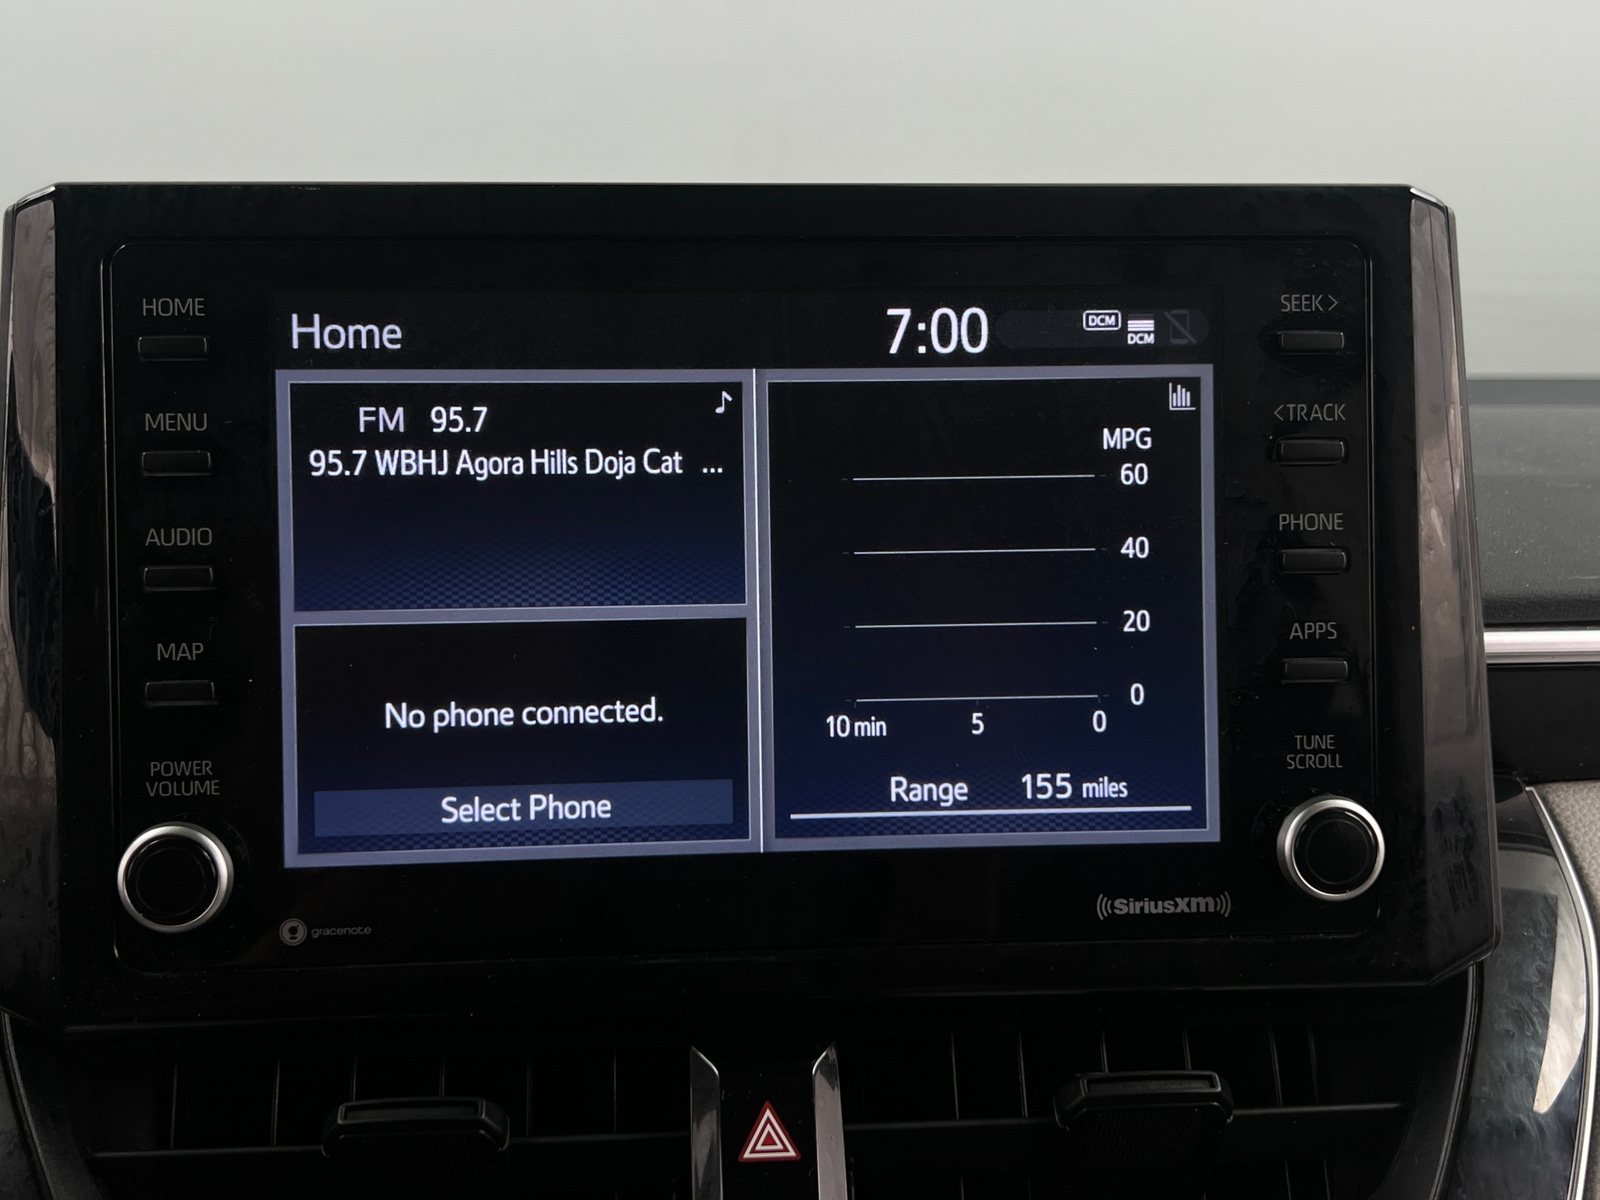 HOME
MENU
AUDIO
MAP
POWER
VOLUME
Home
7:00
DCM
DCM
FM 95.7
95.7 WBHJ Agora Hills Doja Cat ...
No phone connected.
Select Phone
MPG
60
40
20
0
10 min 5 0
Range 155 miles
SEEK >
< TRACK
PHONE
APPS
TUNE
SCROLL
gracenote
SiriusXM